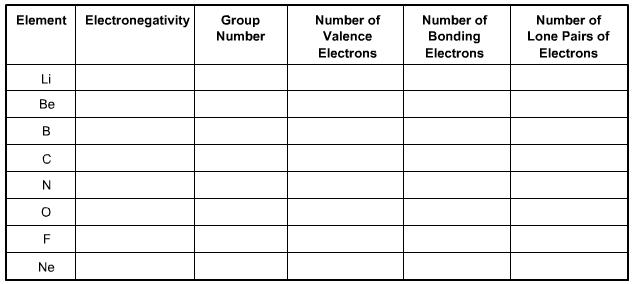 Element Electronegativity Group Number Number of Valence Electrons Number of Bonding Electrons Number of Lone Pairs of Electrons
Li
Be
B
C
N
O
F
Ne